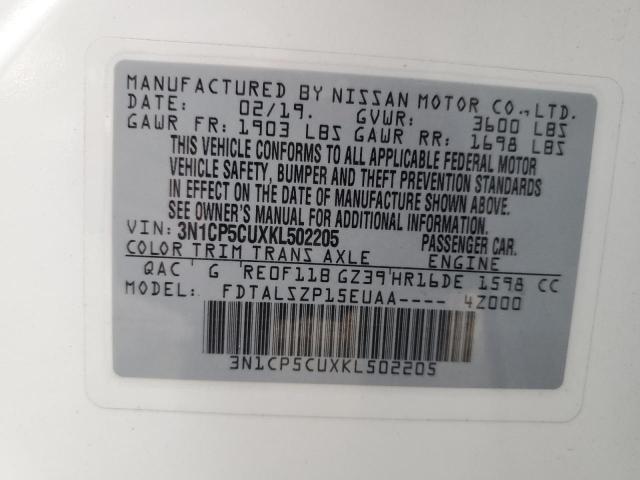 MANUFACTURED BY NISSAN MOTOR CO.,LTD.
DATE: 02/19. GVWR: 3600 LBS
GAWR FR: 1903 LBS GAWR RR: 1698 LBS
THIS VEHICLE CONFORMS TO ALL APPLICABLE FEDERAL MOTOR
VEHICLE SAFETY, BUMPER AND THEFT PREVENTION STANDARDS
IN EFFECT ON THE DATE OF MANUFACTURE SHOWN ABOVE.
SEE OWNER'S MANUAL FOR ADDITIONAL INFORMATION.
VIN: 3N1CP5CUXKL502205 PASSENGER CAR.
COLOR TRIM TRANS AXLE ENGINE
QAC G RE0F11B GZ39 HR16DE 1598 CC
MODEL: FDTALSZP15EUAA---- 4Z000
3N1CP5CUXKL502205